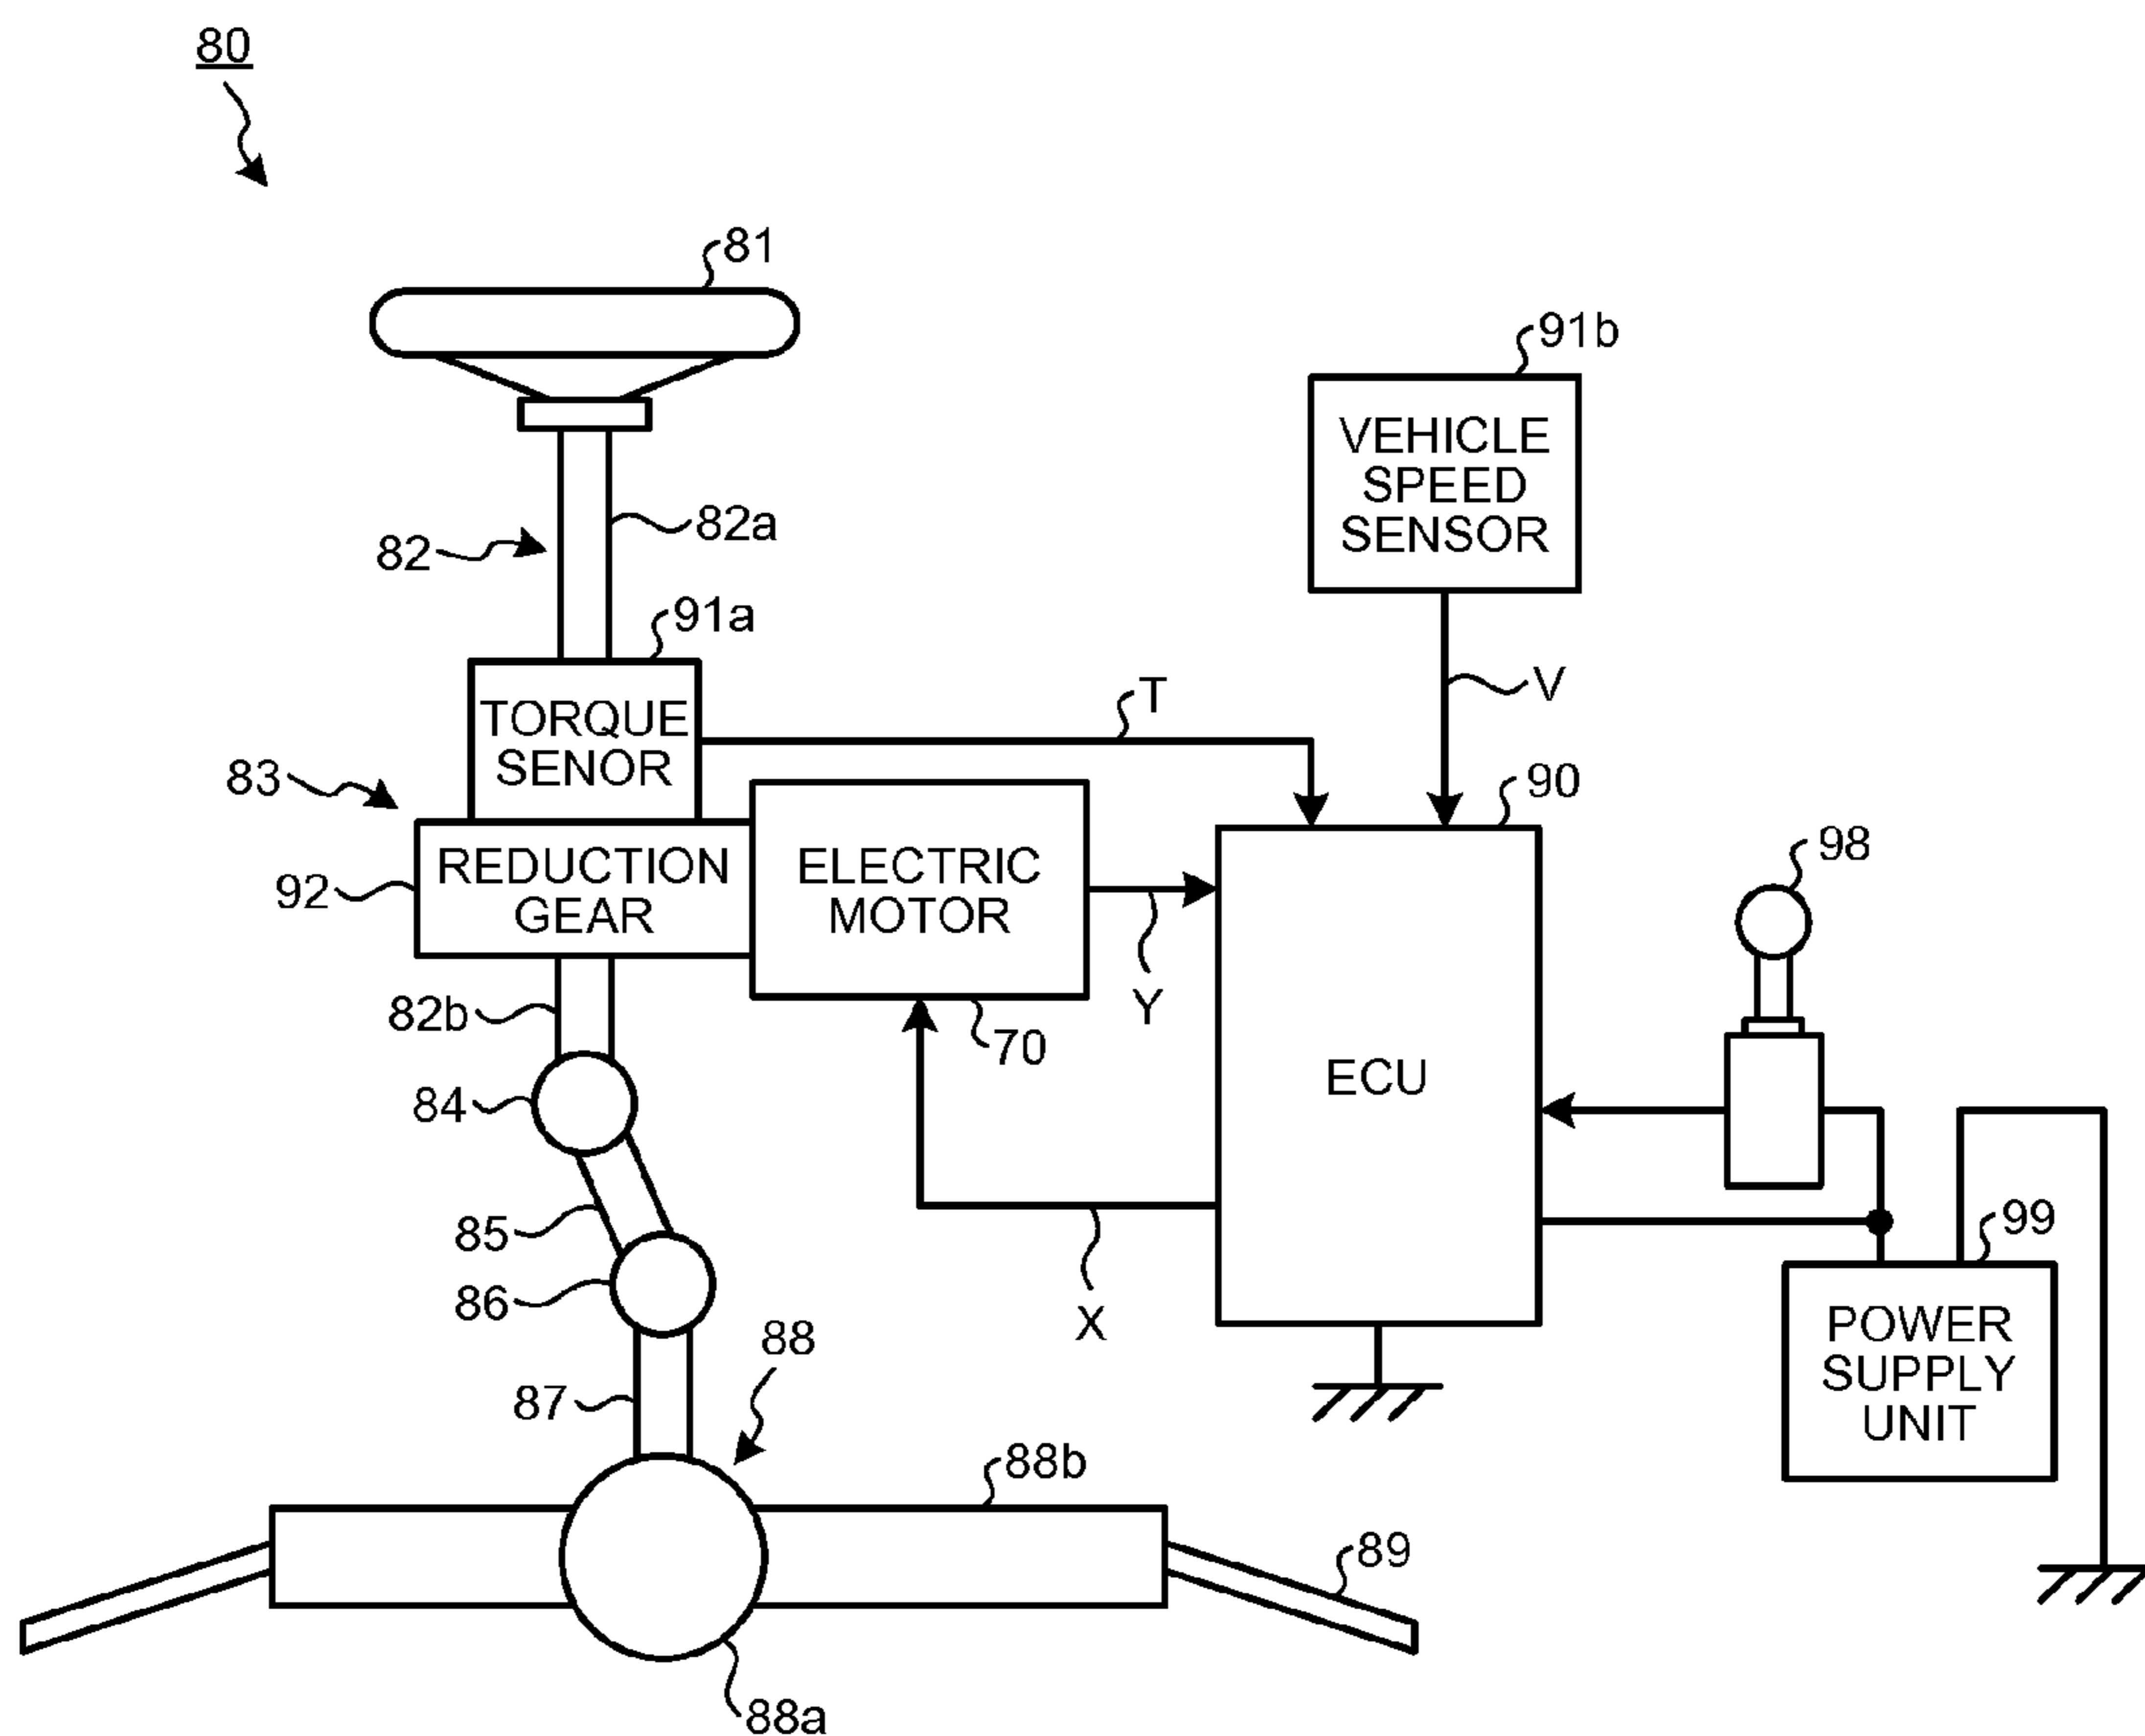 80
81
91b
VEHICLE
SPEED
SENSOR
82
82a
91a
T
V
TORQUE
SENOR
83
90
98
92
REDUCTION
GEAR
ELECTRIC
MOTOR
82b
Y
70
ECU
84
85
99
86
X
88
POWER
SUPPLY
UNIT
87
88b
89
88a